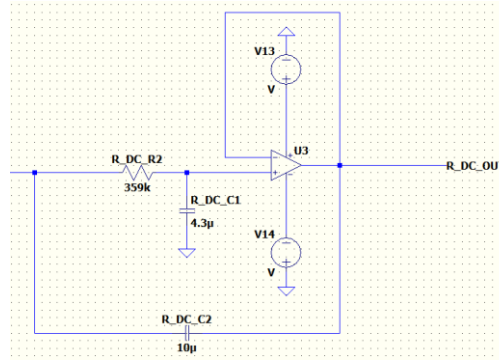 V13
V
U3
R_DC_R2
359k
R_DC_OU
R_DC_C1
4.3µ
V14
V
R_DC_C2
10µ